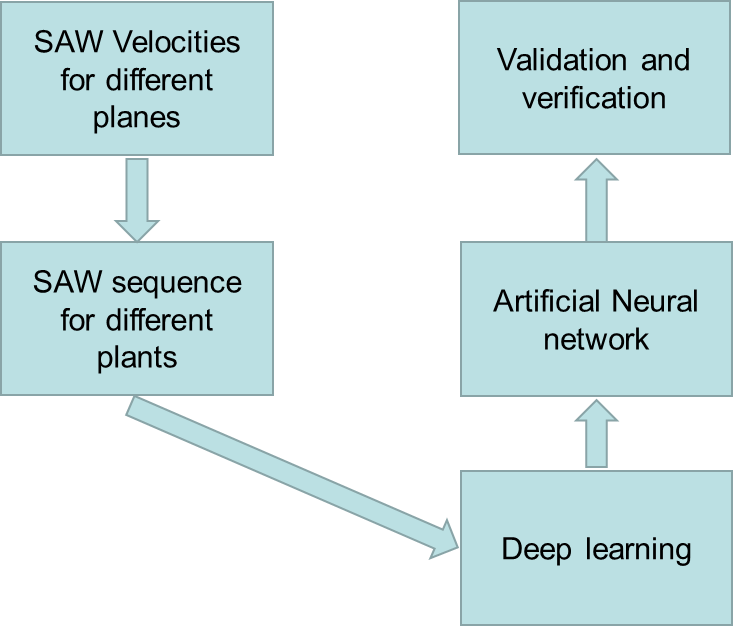 SAW Velocities
for different
planes
SAW sequence
for different
plants
Deep learning
Artificial Neural
network
Validation and
verification